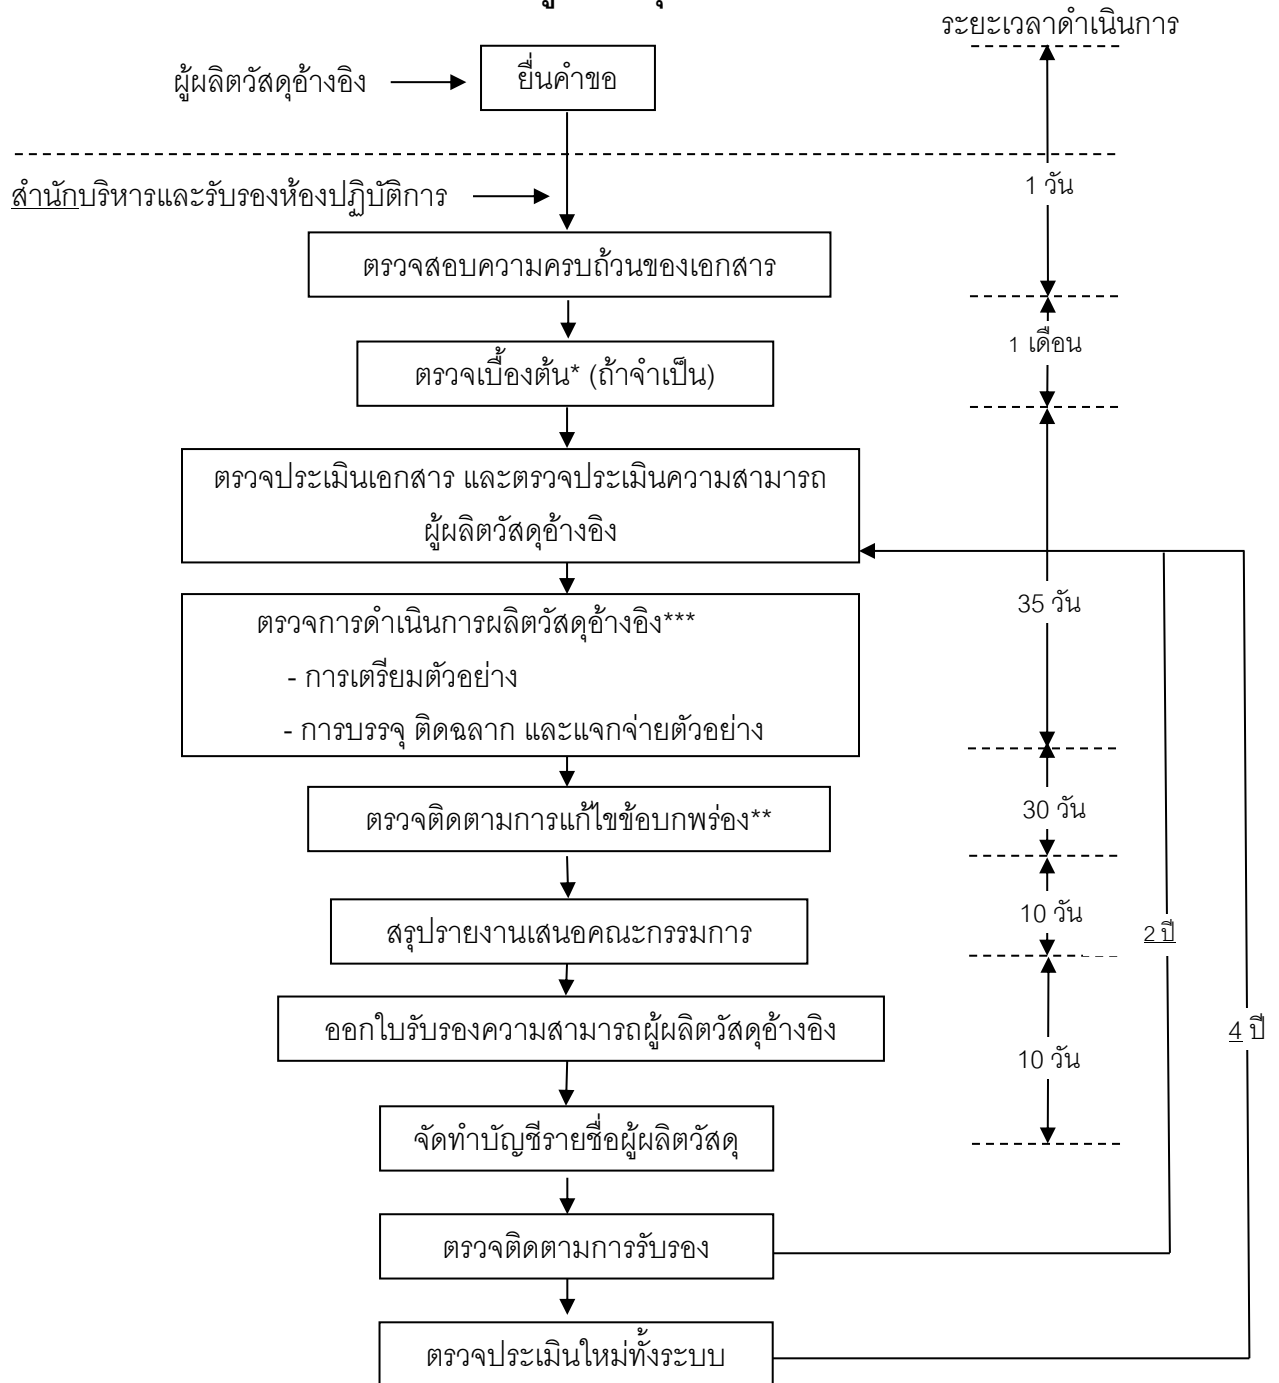 ระยะเวลาดำเนินการ
ผู้ผลิตวัสดุอ้างอิง
ยื่นคำขอ
สำนักบริหารและรับรองห้องปฏิบัติการ
1 วัน
ตรวจสอบความครบถ้วนของเอกสาร
1 เดือน
ตรวจเบื้องต้น* (ถ้าจำเป็น)
ตรวจประเมินเอกสาร และตรวจประเมินความสามารถ
ผู้ผลิตวัสดุอ้างอิง
35 วัน
ตรวจการดำเนินการผลิตวัสดุอ้างอิง***
- การเตรียมตัวอย่าง
- การบรรจุ ติดฉลาก และแจกจ่ายตัวอย่าง
30 วัน
ตรวจติดตามการแก้ไขข้อบกพร่อง**
10 วัน
2 ปี
สรุปรายงานเสนอคณะกรรมการ
ออกใบรับรองความสามารถผู้ผลิตวัสดุอ้างอิง
4 ปี
10 วัน
จัดทำบัญชีรายชื่อผู้ผลิตวัสดุ
ตรวจติดตามการรับรอง
ตรวจประเมินใหม่ทั้งระบบ